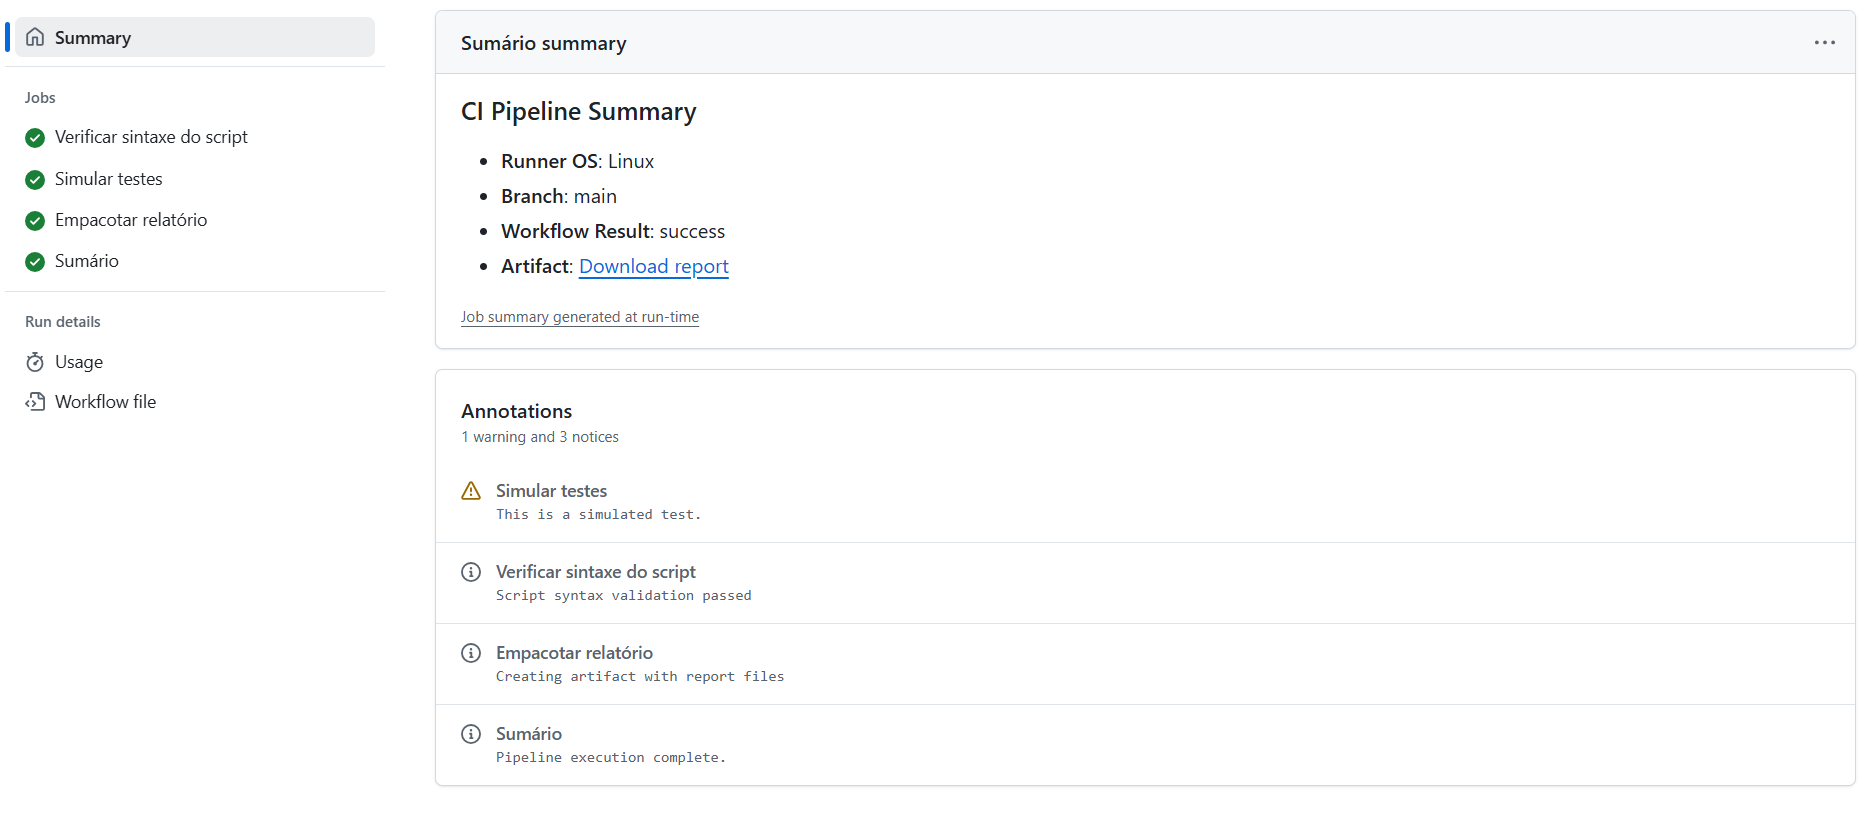 Summary
Jobs
Verificar sintaxe do script
Simular testes
Empacotar relatório
Sumário
Run details
Usage
Workflow file
Sumário summary
CI Pipeline Summary
Runner OS: Linux
Branch: main
Workflow Result: success
Artifact: Download report
Job summary generated at run-time
Annotations
1 warning and 3 notices
Simular testes
This is a simulated test.
Verificar sintaxe do script
Script syntax validation passed
Empacotar relatório
Creating artifact with report files
Sumário
Pipeline execution complete.